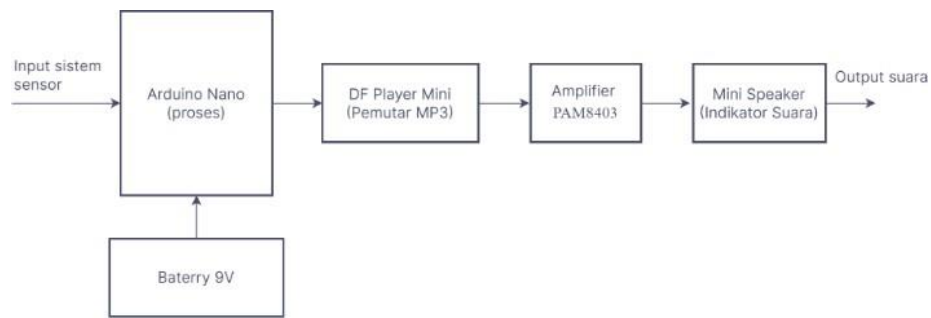 Input sistem
sensor
Arduino Nano
(proses)
DF Player Mini
(Pemutar MP3)
Amplifier
PAM8403
Mini Speaker
(Indikator Suara)
Output suara
Baterry 9V